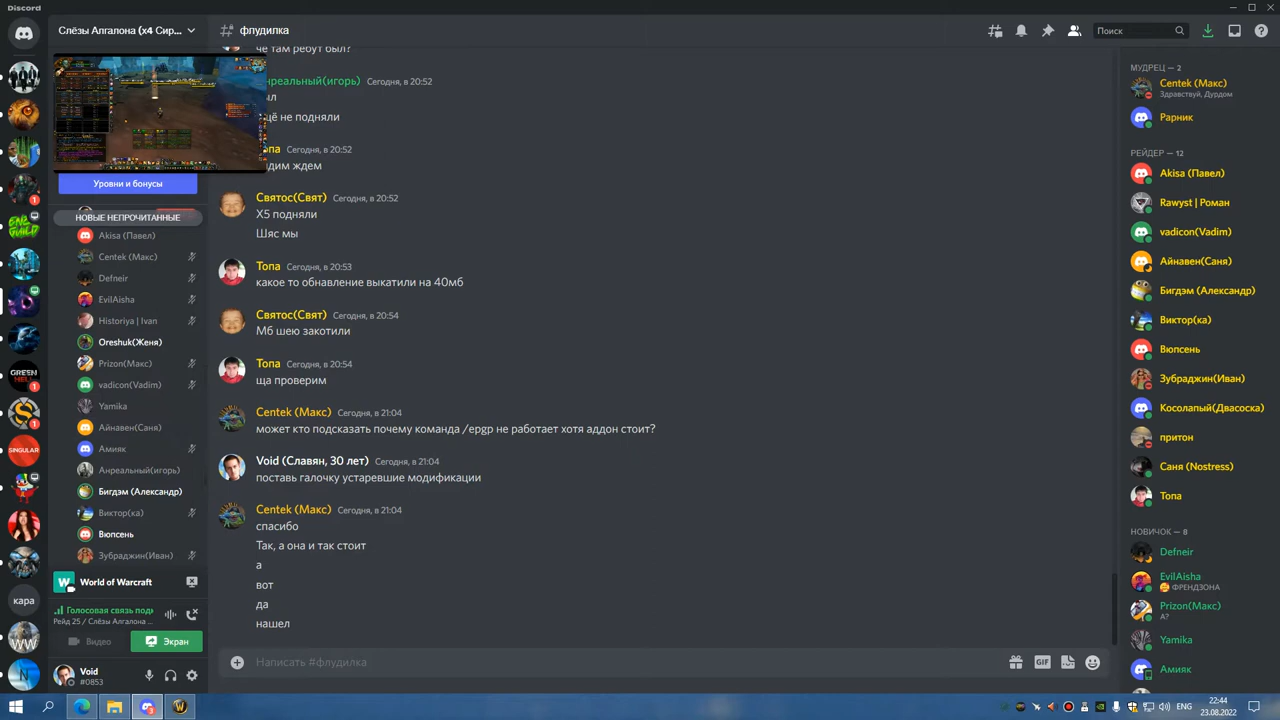 Discord
Слёзы Алгалона (x4 Сир...
флудилка
Поиск
Уровни и бонусы
НОВЫЕ НЕПРОЧИТАННЫЕ
Akisa (Павел)
Centek (Макс)
Defneir
EvilAisha
Historiya | Ivan
Oreshuk(Женя)
Prizon(Макс)
vadicon(Vadim)
Yamika
Айнавен(Саня)
Амияк
Анреальный(игорь)
Бигдэм (Александр)
Виктор(ка)
Вюпсень
Зубраджин(Иван)
World of Warcraft
Голосовая связь подк
Рейд 25 / Слёзы Алгалона ...
Видео
Экран
Void
#0853
GREEN
HELL
SINGULAR
кара
че там ребут был?
Анреальный(игорь) Сегодня, в 20:52
ещё не подняли
Топа Сегодня, в 20:52
сидим ждем
Святос(Свят) Сегодня, в 20:52
Х5 подняли
Шяс мы
Топа Сегодня, в 20:53
какое то обнавление выкатили на 40мб
Святос(Свят) Сегодня, в 20:54
Мб шею закотили
Топа Сегодня, в 20:54
ща проверим
Centek (Макс) Сегодня, в 21:04
может кто подсказать почему команда /epgp не работает хотя аддон стоит?
Void (Славян, 30 лет) Сегодня, в 21:04
поставь галочку устаревшие модификации
Centek (Макс) Сегодня, в 21:04
спасибо
Так, а она и так стоит
а
вот
да
нашел
Написать #флудилка
GIF
МУДРЕЦ — 2
Centek (Макс)
Здравствуй, Дурдом
Рарник
РЕЙДЕР — 12
Akisa (Павел)
Rawyst | Роман
vadicon(Vadim)
Айнавен(Саня)
Бигдэм (Александр)
Виктор(ка)
Вюпсень
Зубраджин(Иван)
Косолапый(Двасоска)
притон
Саня (Nostress)
Топа
НОВИЧОК — 8
Defneir
EvilAisha
ФРЕНДЗОНА
Prizon(Макс)
А?
Yamika
Амияк
ENG
22:44
23.08.2022